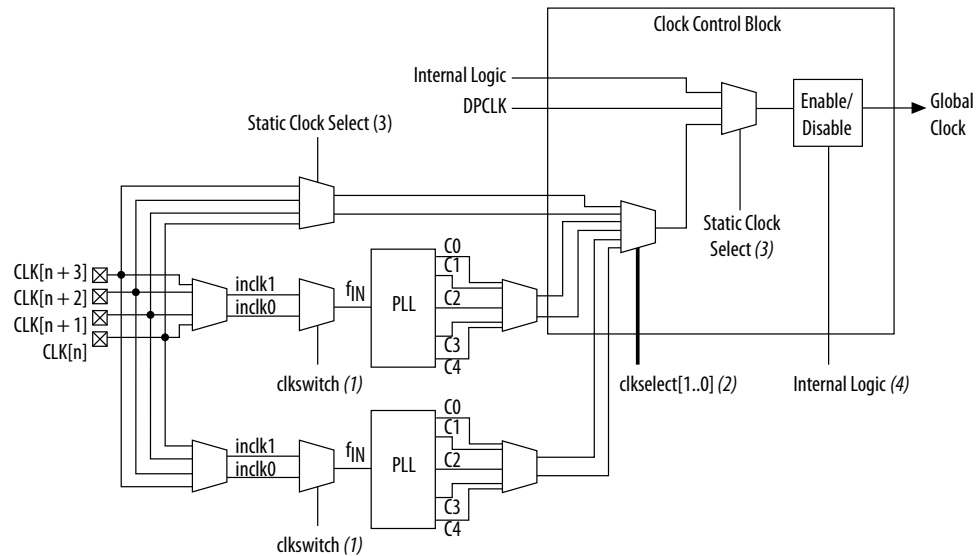 Clock Control Block
Internal Logic
DPCLK
Enable/
Disable
Global
Clock
Static Clock Select (3)
Static Clock
Select (3)
CLK[n + 3]
CLK[n + 2]
CLK[n + 1]
CLK[n]
inclk1
inclk0
fIN
PLL
C0
C1
C2
C3
C4
clkswitch (1)
clkselect[1..0] (2)
Internal Logic (4)
inclk1
inclk0
fIN
PLL
C0
C1
C2
C3
C4
clkswitch (1)